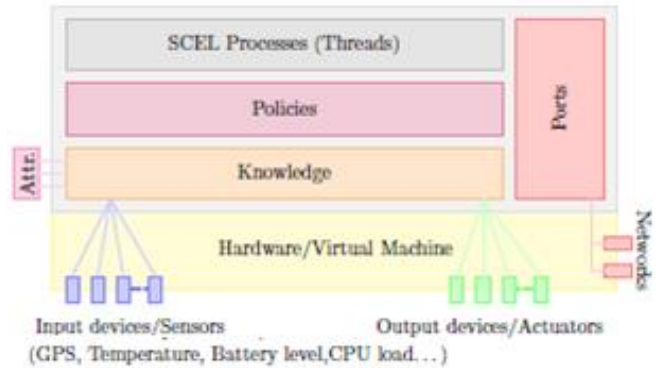 SCEL Processes (Threads)
Policies
Ports
Knowledge
Attr.
Hardware/Virtual Machine
Networks
Input devices/Sensors
Output devices/Actuators
(GPS, Temperature, Battery level,CPU load...)